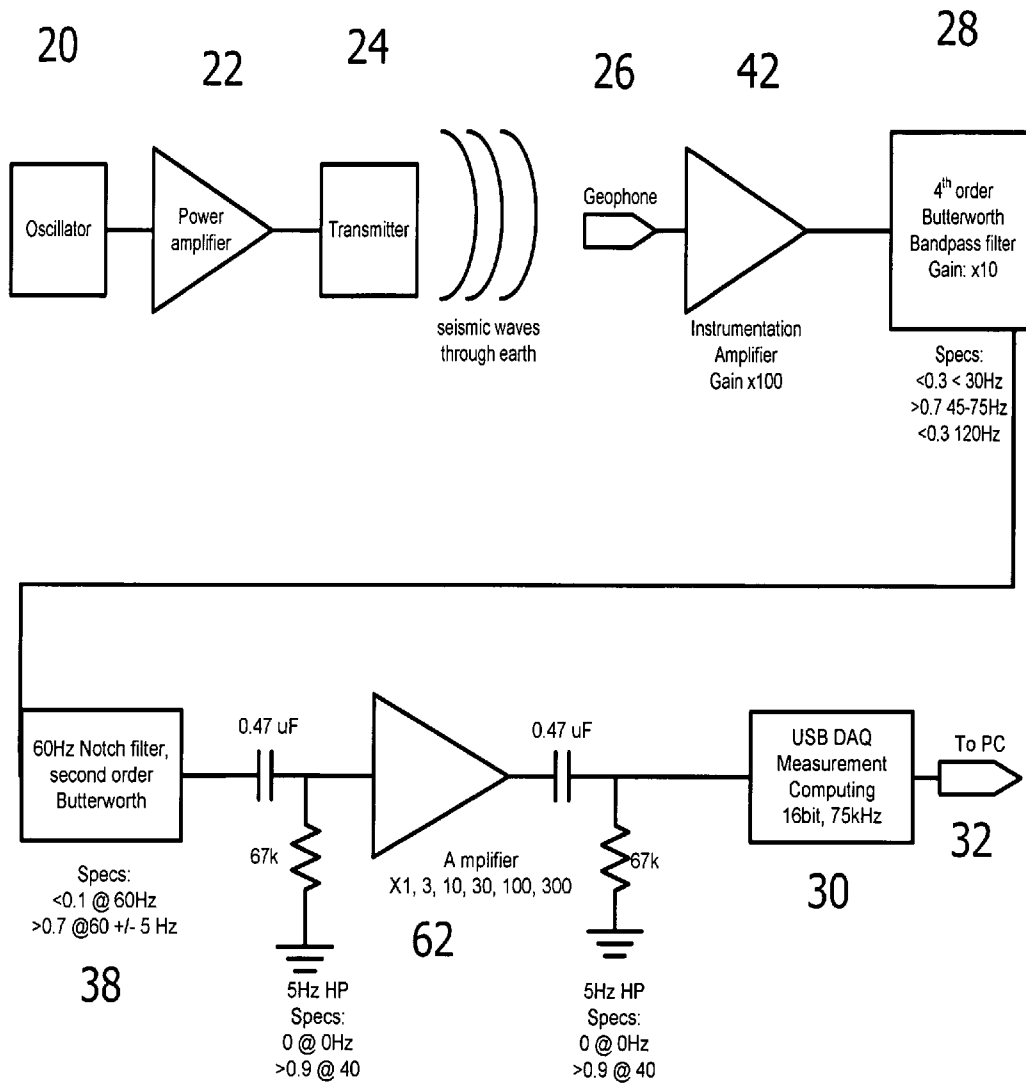 20
22
24
26
42
28
Oscillator
Power
amplifier
Transmitter
seismic waves
through earth
Geophone
Instrumentation
Amplifier
Gain x100
4th order
Butterworth
Bandpass filter
Gain: x10
Specs:
<0.3 < 30Hz
>0.7 45-75Hz
<0.3 120Hz
60Hz Notch filter,
second order
Butterworth
Specs:
<0.1 @ 60Hz
>0.7 @60 +/- 5 Hz
38
0.47 uF
67k
5Hz HP
Specs:
0 @ 0Hz
>0.9 @ 40
A mplifier
X1, 3, 10, 30, 100, 300
62
0.47 uF
67k
5Hz HP
Specs:
0 @ 0Hz
>0.9 @ 40
USB DAQ
Measurement
Computing
16bit, 75kHz
30
To PC
32